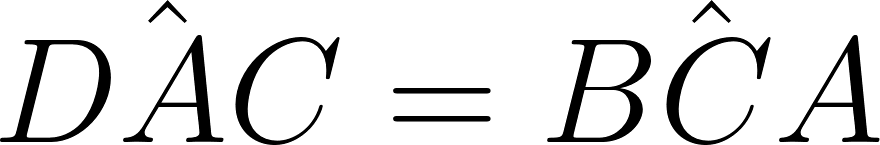 DÂC = BĈA